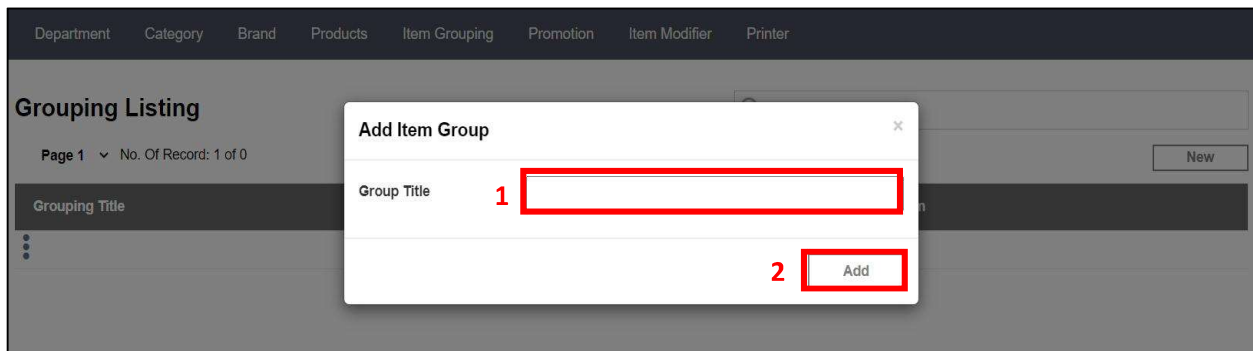 Department Category Brand Products Item Grouping Promotion Item Modifier Printer
Grouping Listing
Page 1 No. Of Record: 1 of 0
New
Grouping Title
Add Item Group ×
Group Title 1
2 Add